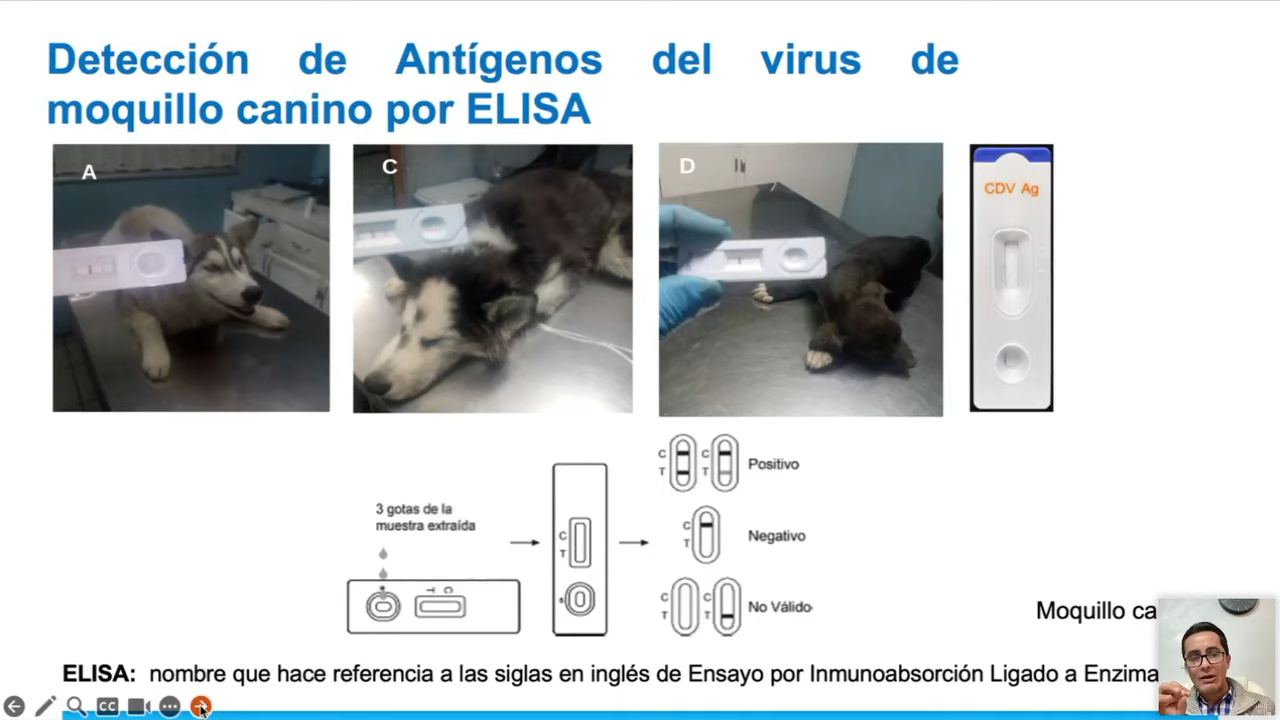 Detección de Antígenos del virus de
moquillo canino por ELISA
A
C
D
CDV Ag
3 gotas de la
muestra extraída
C
T
C
T
C
T
C
T
Positivo
C
T
Negativo
C
T
C
T
No Válido
Moquillo ca
ELISA: nombre que hace referencia a las siglas en inglés de Ensayo por Inmunoabsorción Ligado a Enzima
CC